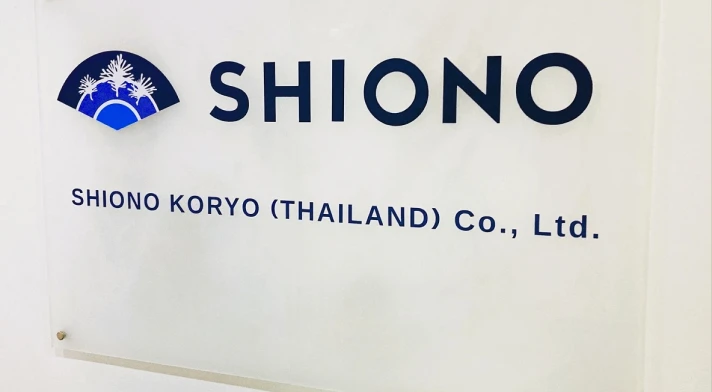 SHIONO
SHIONO KORYO (THAILAND) Co., Ltd.